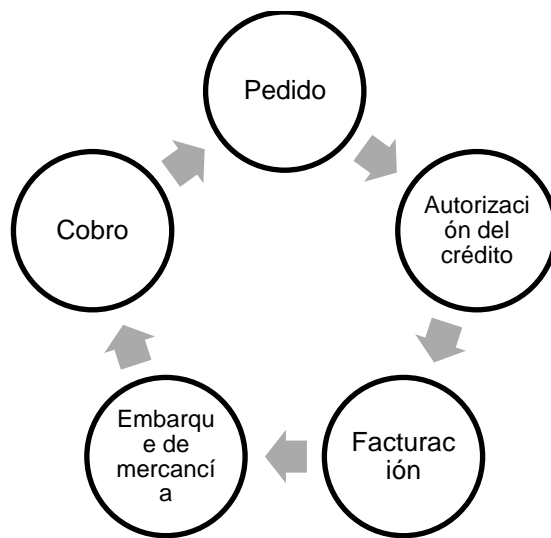 Pedido
Autorizaci
ón del
crédito
Facturac
ión
Embarqu
e de
mercancí
a
Cobro